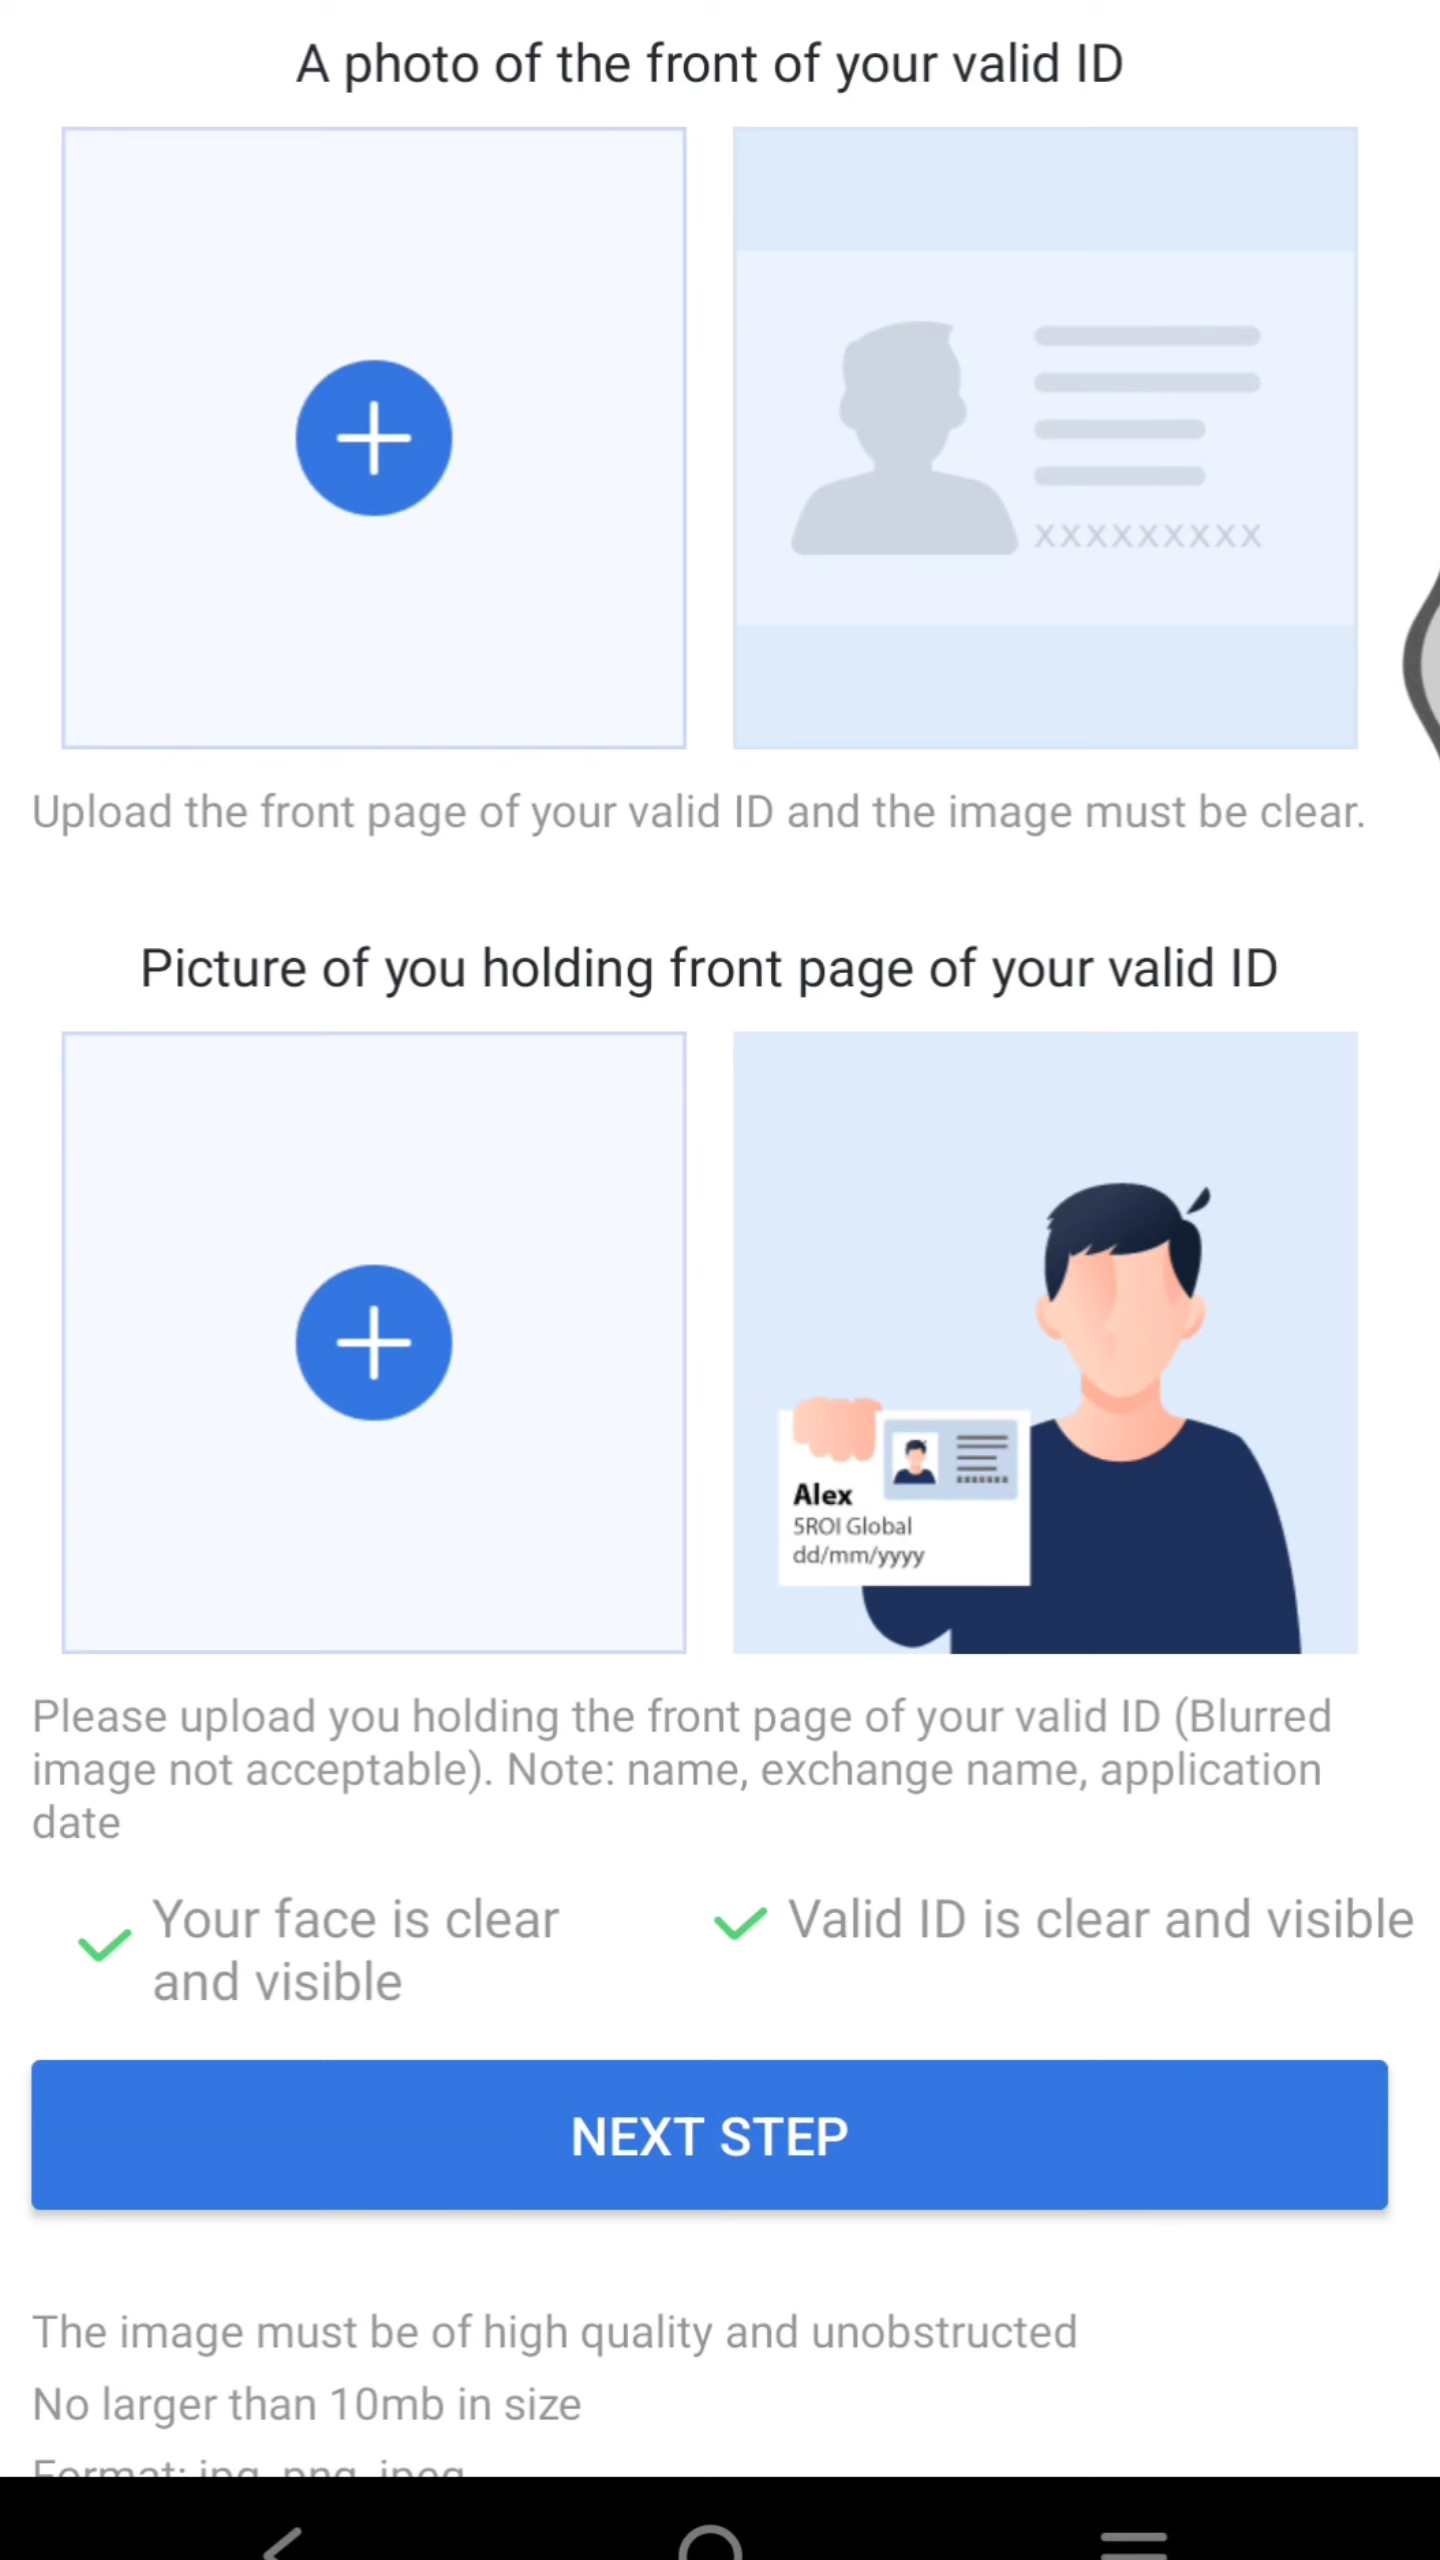 A photo of the front of your valid ID
XXXXXXXXX
Upload the front page of your valid ID and the image must be clear.
Picture of you holding front page of your valid ID
Alex
5ROI Global
dd/mm/yyyy
Please upload you holding the front page of your valid ID (Blurred
image not acceptable). Note: name, exchange name, application
date
Your face is clear
and visible
Valid ID is clear and visible
NEXT STEP
The image must be of high quality and unobstructed
No larger than 10mb in size
Format: jpg, png, jpeg